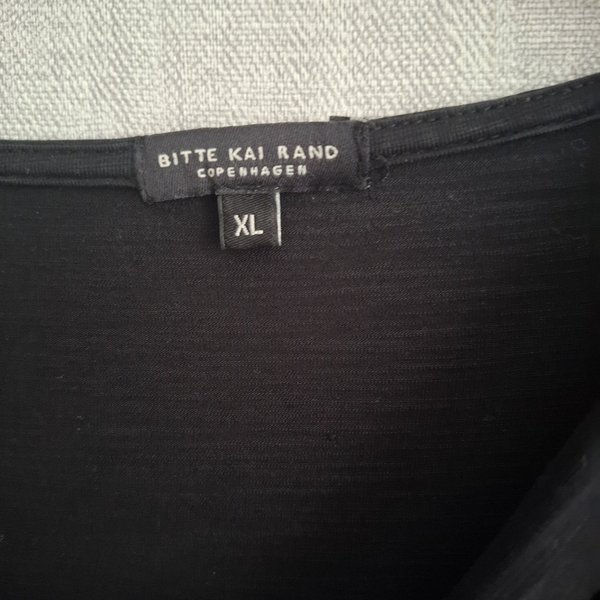 BITTE KAI RAND
COPENHAGEN
XL